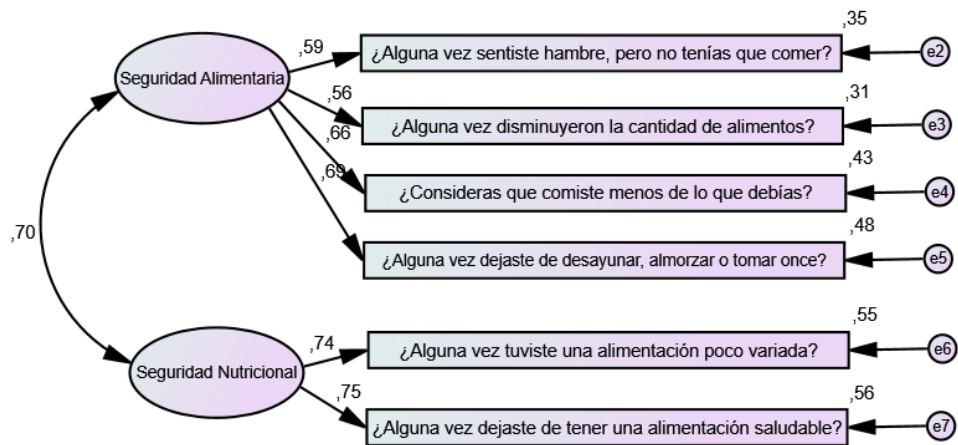 ,35
,59
¿Alguna vez sentiste hambre, pero no tenías que comer?
e2
Seguridad Alimentaria
,31
,56
¿Alguna vez disminuyeron la cantidad de alimentos?
e3
,66
,43
¿Consideras que comiste menos de lo que debías?
e4
,69
,48
¿Alguna vez dejaste de desayunar, almorzar o tomar once?
e5
,70
,55
,74
¿Alguna vez tuviste una alimentación poco variada?
e6
Seguridad Nutricional
,75
,56
¿Alguna vez dejaste de tener una alimentación saludable?
e7